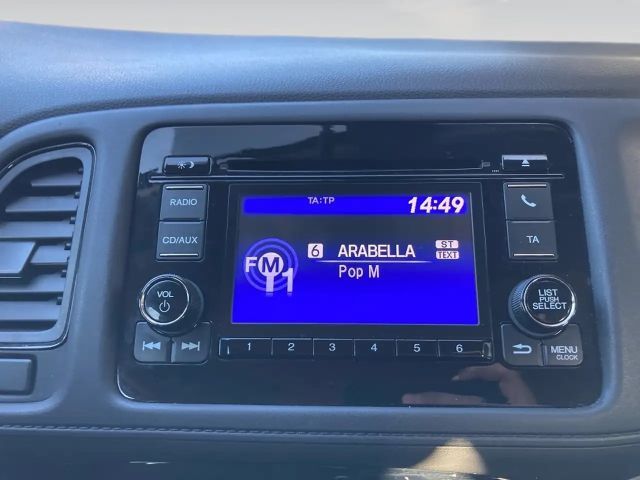 TA:TP 14:49
RADIO
CD/AUX
TA
FM 11
6 ARABELLA ST
TEXT
Pop M
VOL
LIST
PUSH
SELECT
1 2 3 4 5 6
MENU
CLOCK